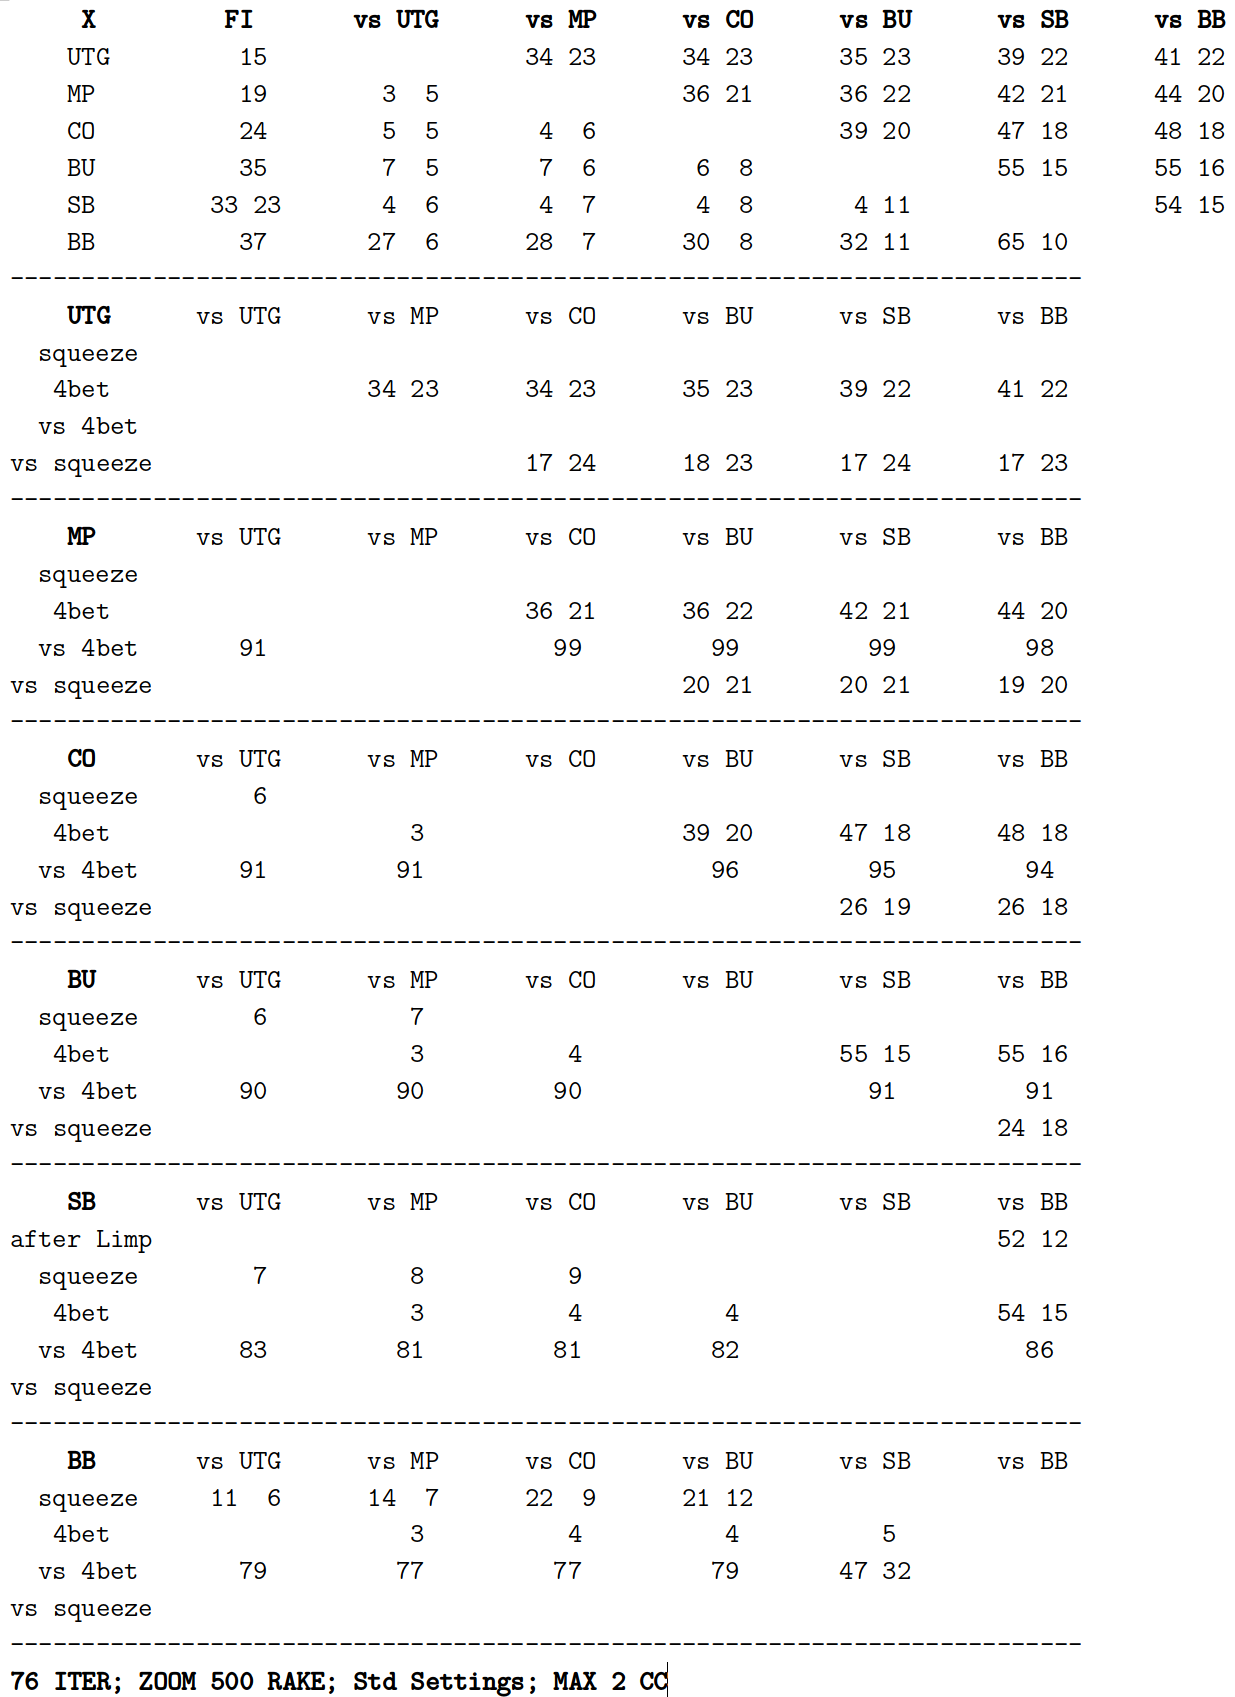 X FI vs UTG vs MP vs CO vs BU vs SB vs BB
UTG 15 34 23 34 23 35 23 39 22 41 22
MP 19 3 5 36 21 36 22 42 21 44 20
CO 24 5 5 4 6 39 20 47 18 48 18
BU 35 7 5 7 6 6 8 55 15 55 16
SB 33 23 4 6 4 7 4 8 4 11 54 15
BB 37 27 6 28 7 30 8 32 11 65 10
---------------------------------------------------------------------------
UTG vs UTG vs MP vs CO vs BU vs SB vs BB
squeeze
4bet 34 23 34 23 35 23 39 22 41 22
vs 4bet
vs squeeze 17 24 18 23 17 24 17 23
---------------------------------------------------------------------------
MP vs UTG vs MP vs CO vs BU vs SB vs BB
squeeze
4bet 36 21 36 22 42 21 44 20
vs 4bet 91 99 99 99 98
vs squeeze 20 21 20 21 19 20
---------------------------------------------------------------------------
CO vs UTG vs MP vs CO vs BU vs SB vs BB
squeeze 6
4bet 3 39 20 47 18 48 18
vs 4bet 91 91 96 95 94
vs squeeze 26 19 26 18
---------------------------------------------------------------------------
BU vs UTG vs MP vs CO vs BU vs SB vs BB
squeeze 6 7
4bet 3 4 55 15 55 16
vs 4bet 90 90 90 91 91
vs squeeze 24 18
---------------------------------------------------------------------------
SB vs UTG vs MP vs CO vs BU vs SB vs BB
after Limp 52 12
squeeze 7 8 9
4bet 3 4 4 54 15
vs 4bet 83 81 81 82 86
vs squeeze
---------------------------------------------------------------------------
BB vs UTG vs MP vs CO vs BU vs SB vs BB
squeeze 11 6 14 7 22 9 21 12
4bet 3 4 4 5
vs 4bet 79 77 77 79 47 32
vs squeeze
---------------------------------------------------------------------------
76 ITER; ZOOM 500 RAKE; Std Settings; MAX 2 CC